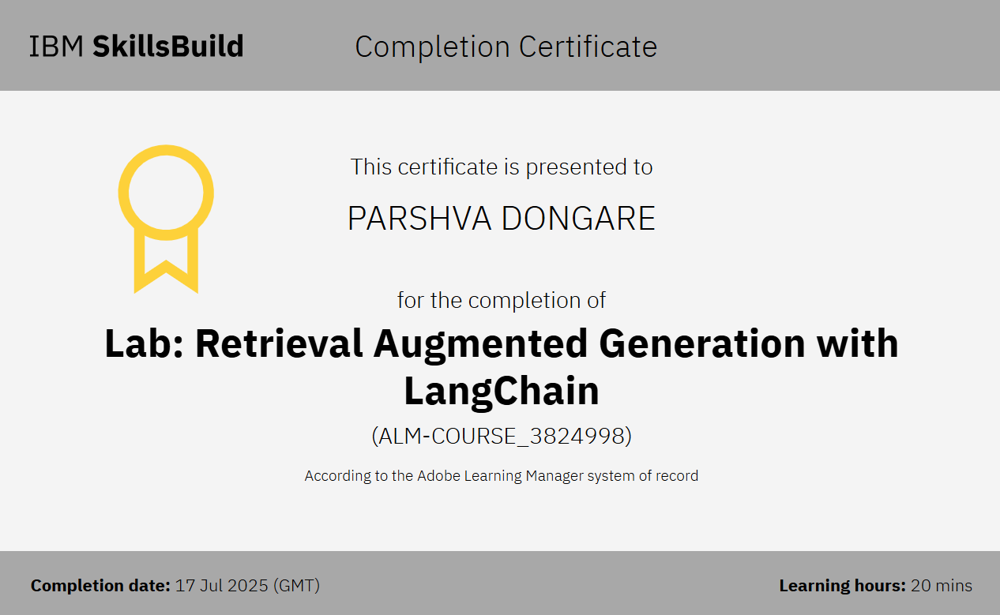 IBM SkillsBuild
Completion Certificate
This certificate is presented to
PARSHVA DONGARE
for the completion of
Lab: Retrieval Augmented Generation with
LangChain
(ALM-COURSE_3824998)
According to the Adobe Learning Manager system of record
Completion date: 17 Jul 2025 (GMT)
Learning hours: 20 mins